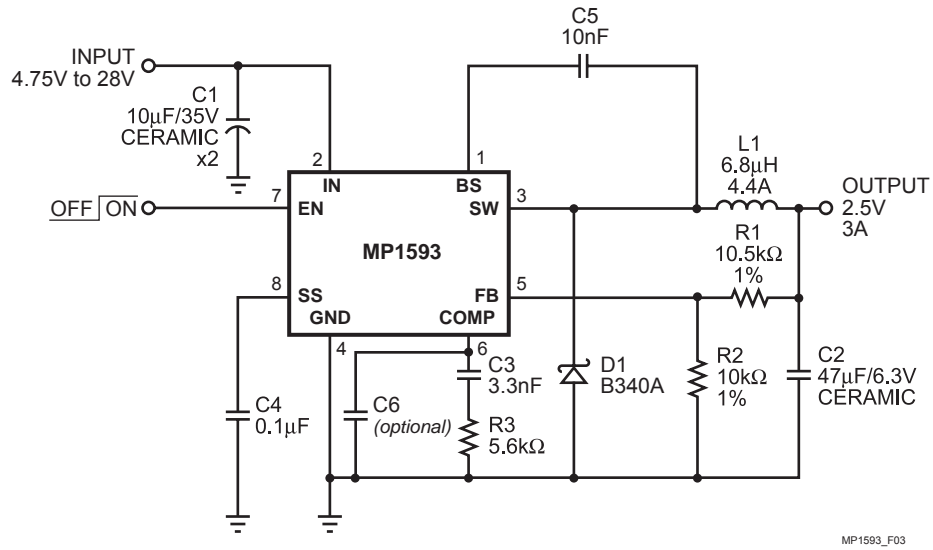 C5
10nF
INPUT
4.75V to 28V
C1
10µF/35V
CERAMIC
x2
2
1
IN
BS
L1
6.8µH
4.4A
OFF ON
7
EN
SW
3
OUTPUT
2.5V
3A
MP1593
R1
10.5kΩ
1%
8
SS
FB
5
GND
COMP
4
6
C3
3.3nF
D1
B340A
R2
10kΩ
1%
C2
47µF/6.3V
CERAMIC
C4
0.1µF
C6
(optional)
R3
5.6kΩ
MP1593_F03